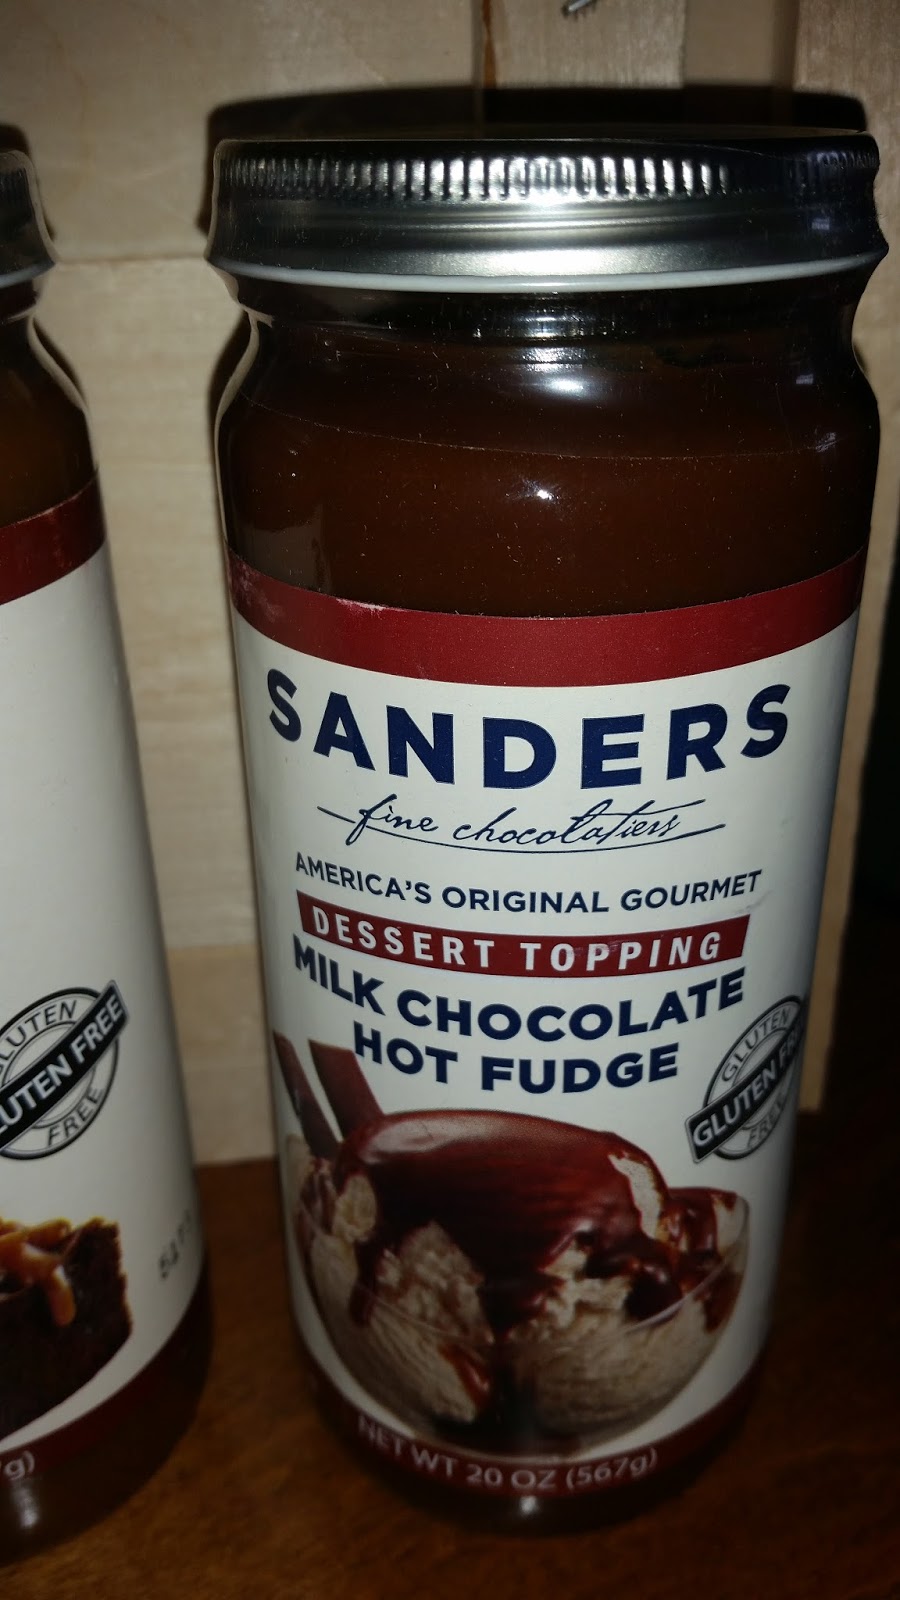 SANDERS
fine chocolatiers
AMERICA'S ORIGINAL GOURMET
DESSERT TOPPING
MILK CHOCOLATE
HOT FUDGE
GLUTEN
GLUTEN FREE
FREE
NET WT 20 OZ (567g)
GLUTEN
GLUTEN FREE
FREE
g)